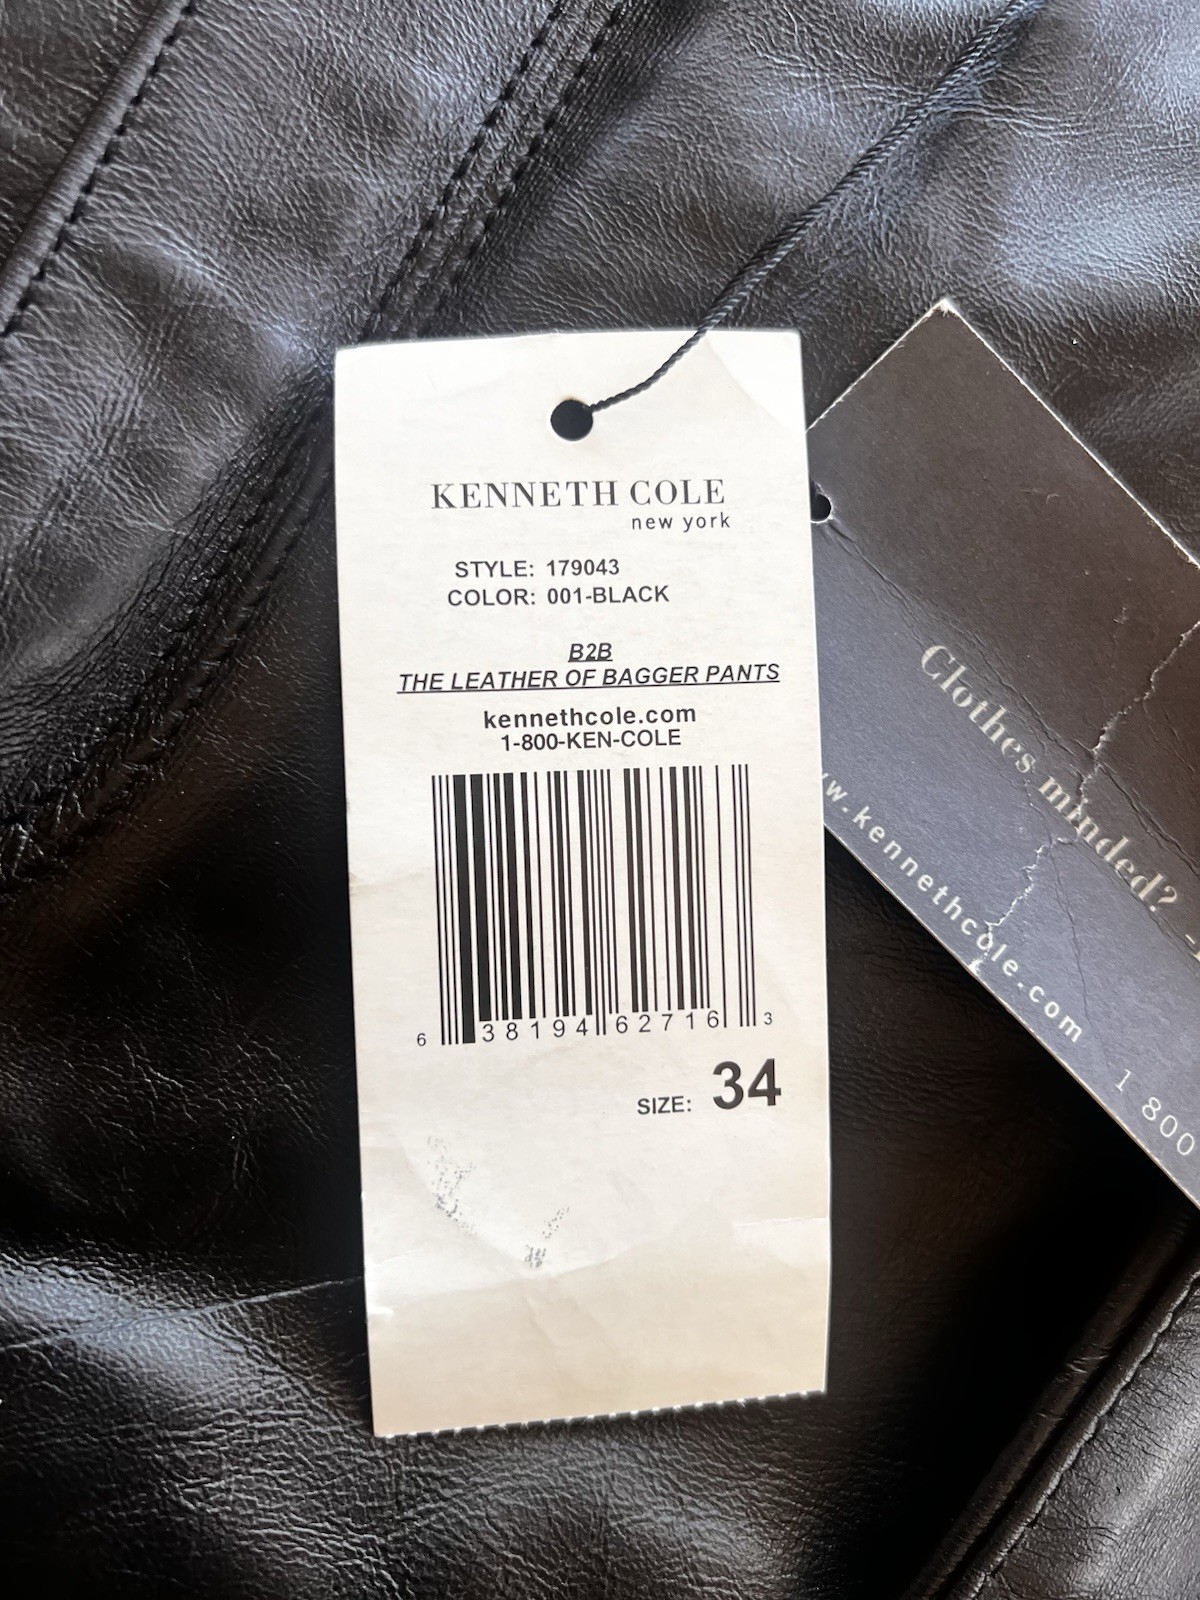 KENNETH COLE
new york
STYLE: 179043
COLOR: 001-BLACK
B2B
THE LEATHER OF BAGGER PANTS
kennethcole.com
1-800-KEN-COLE
6 38194 62716 3
SIZE: 34
Clothes minded?
w.kennethcole.com 1 800